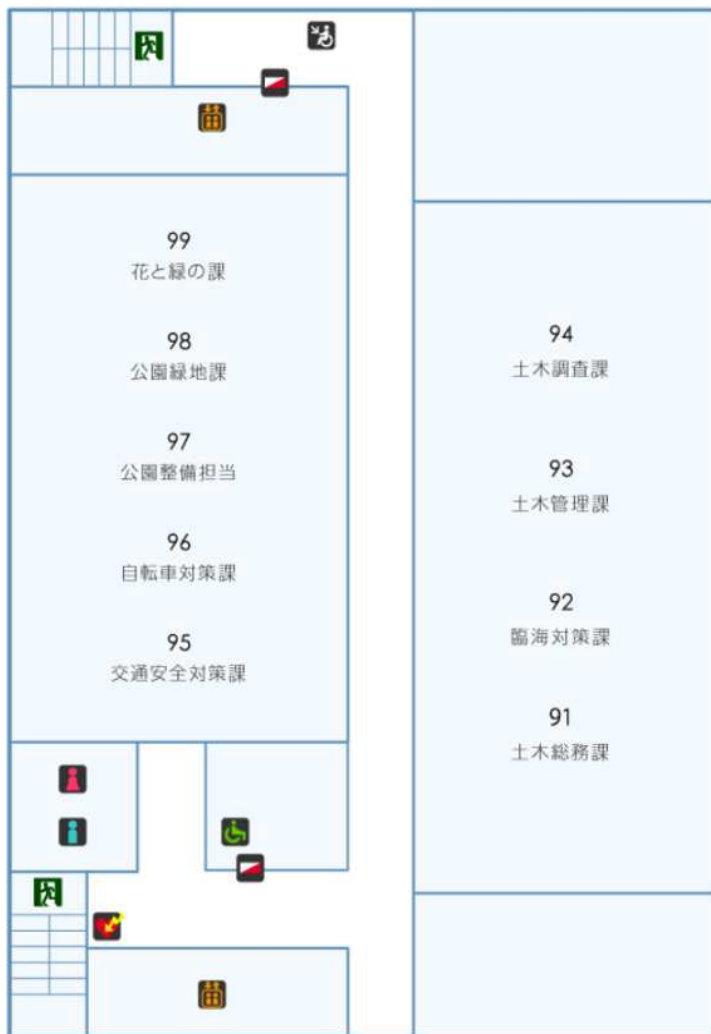 99
花と緑の課
98
公園緑地課
97
公園整備担当
96
自転車対策課
95
交通安全対策課
94
土木調査課
93
土木管理課
92
臨海対策課
91
土木総務課